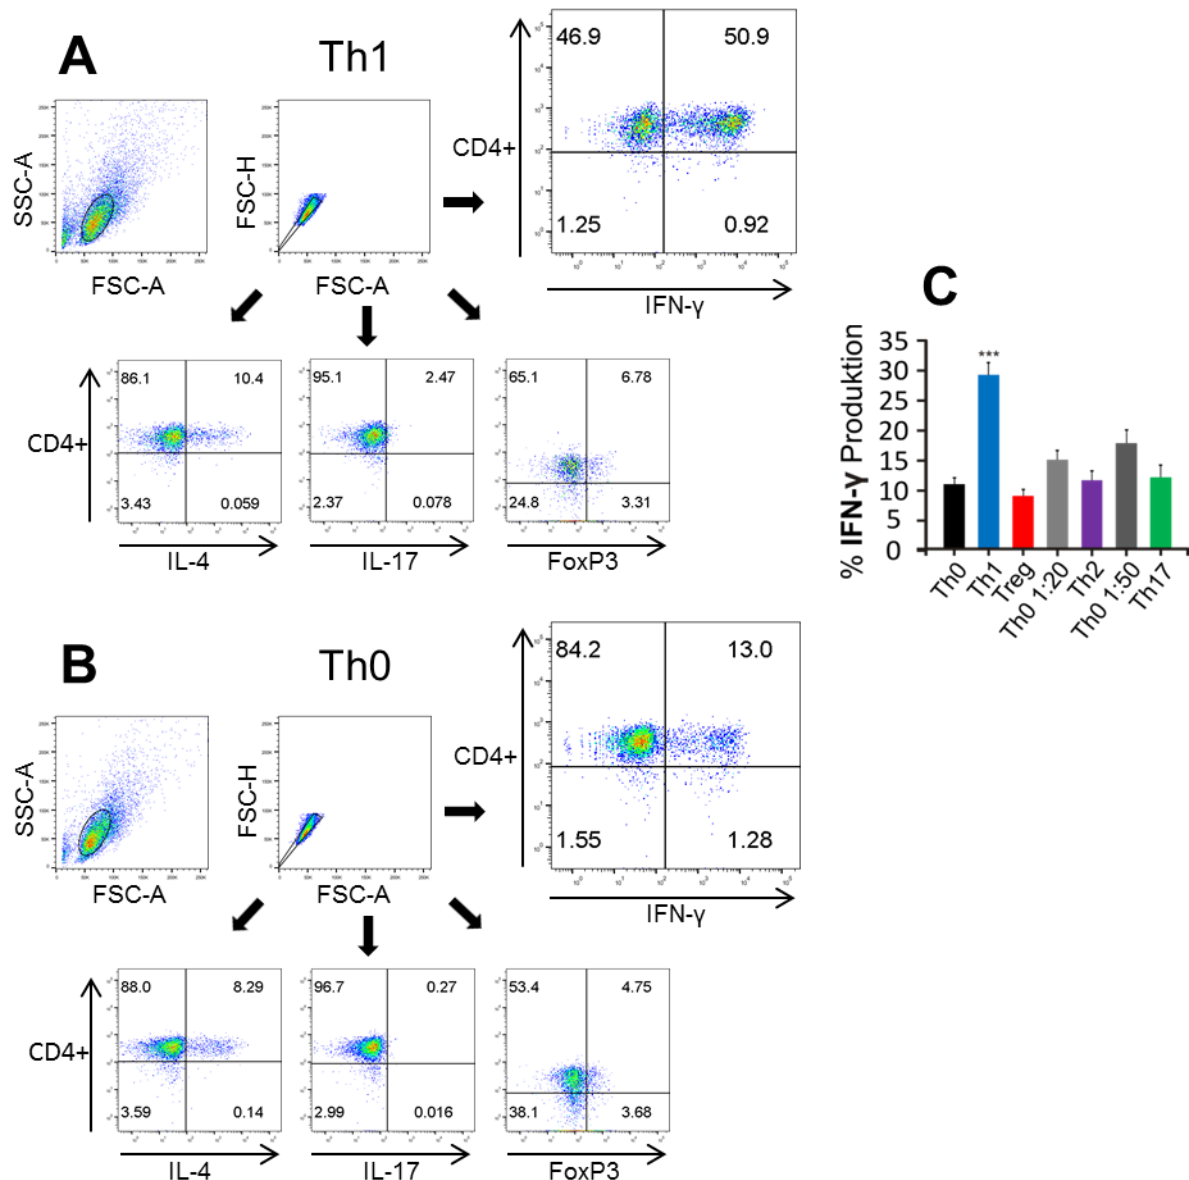 A
Th1
SSC-A
FSC-A
FSC-H
FSC-A
CD4+
46.9 50.9
1.25 0.92
IFN-γ
86.1 10.4
3.43 0.059
CD4+
IL-4
95.1 2.47
2.37 0.078
IL-17
65.1 6.78
24.8 3.31
FoxP3
B
Th0
SSC-A
FSC-A
FSC-H
FSC-A
CD4+
84.2 13.0
1.55 1.28
IFN-γ
88.0 8.29
3.59 0.14
CD4+
IL-4
96.7 0.27
2.99 0.016
IL-17
53.4 4.75
38.1 3.68
FoxP3
C
% IFN-γ Produktion
35
30
25
20
15
10
5
0
***
Th0
Th1
Treg
Th0 1:20
Th2
Th0 1:50
Th17